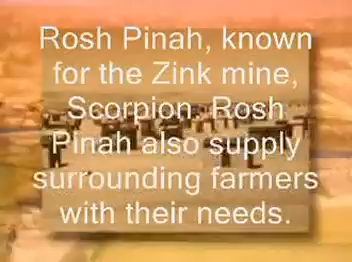 Rosh Pinah, known
for the Zink mine,
Scorpion. Rosh
Pinah also supply
surrounding farmers
with their needs.